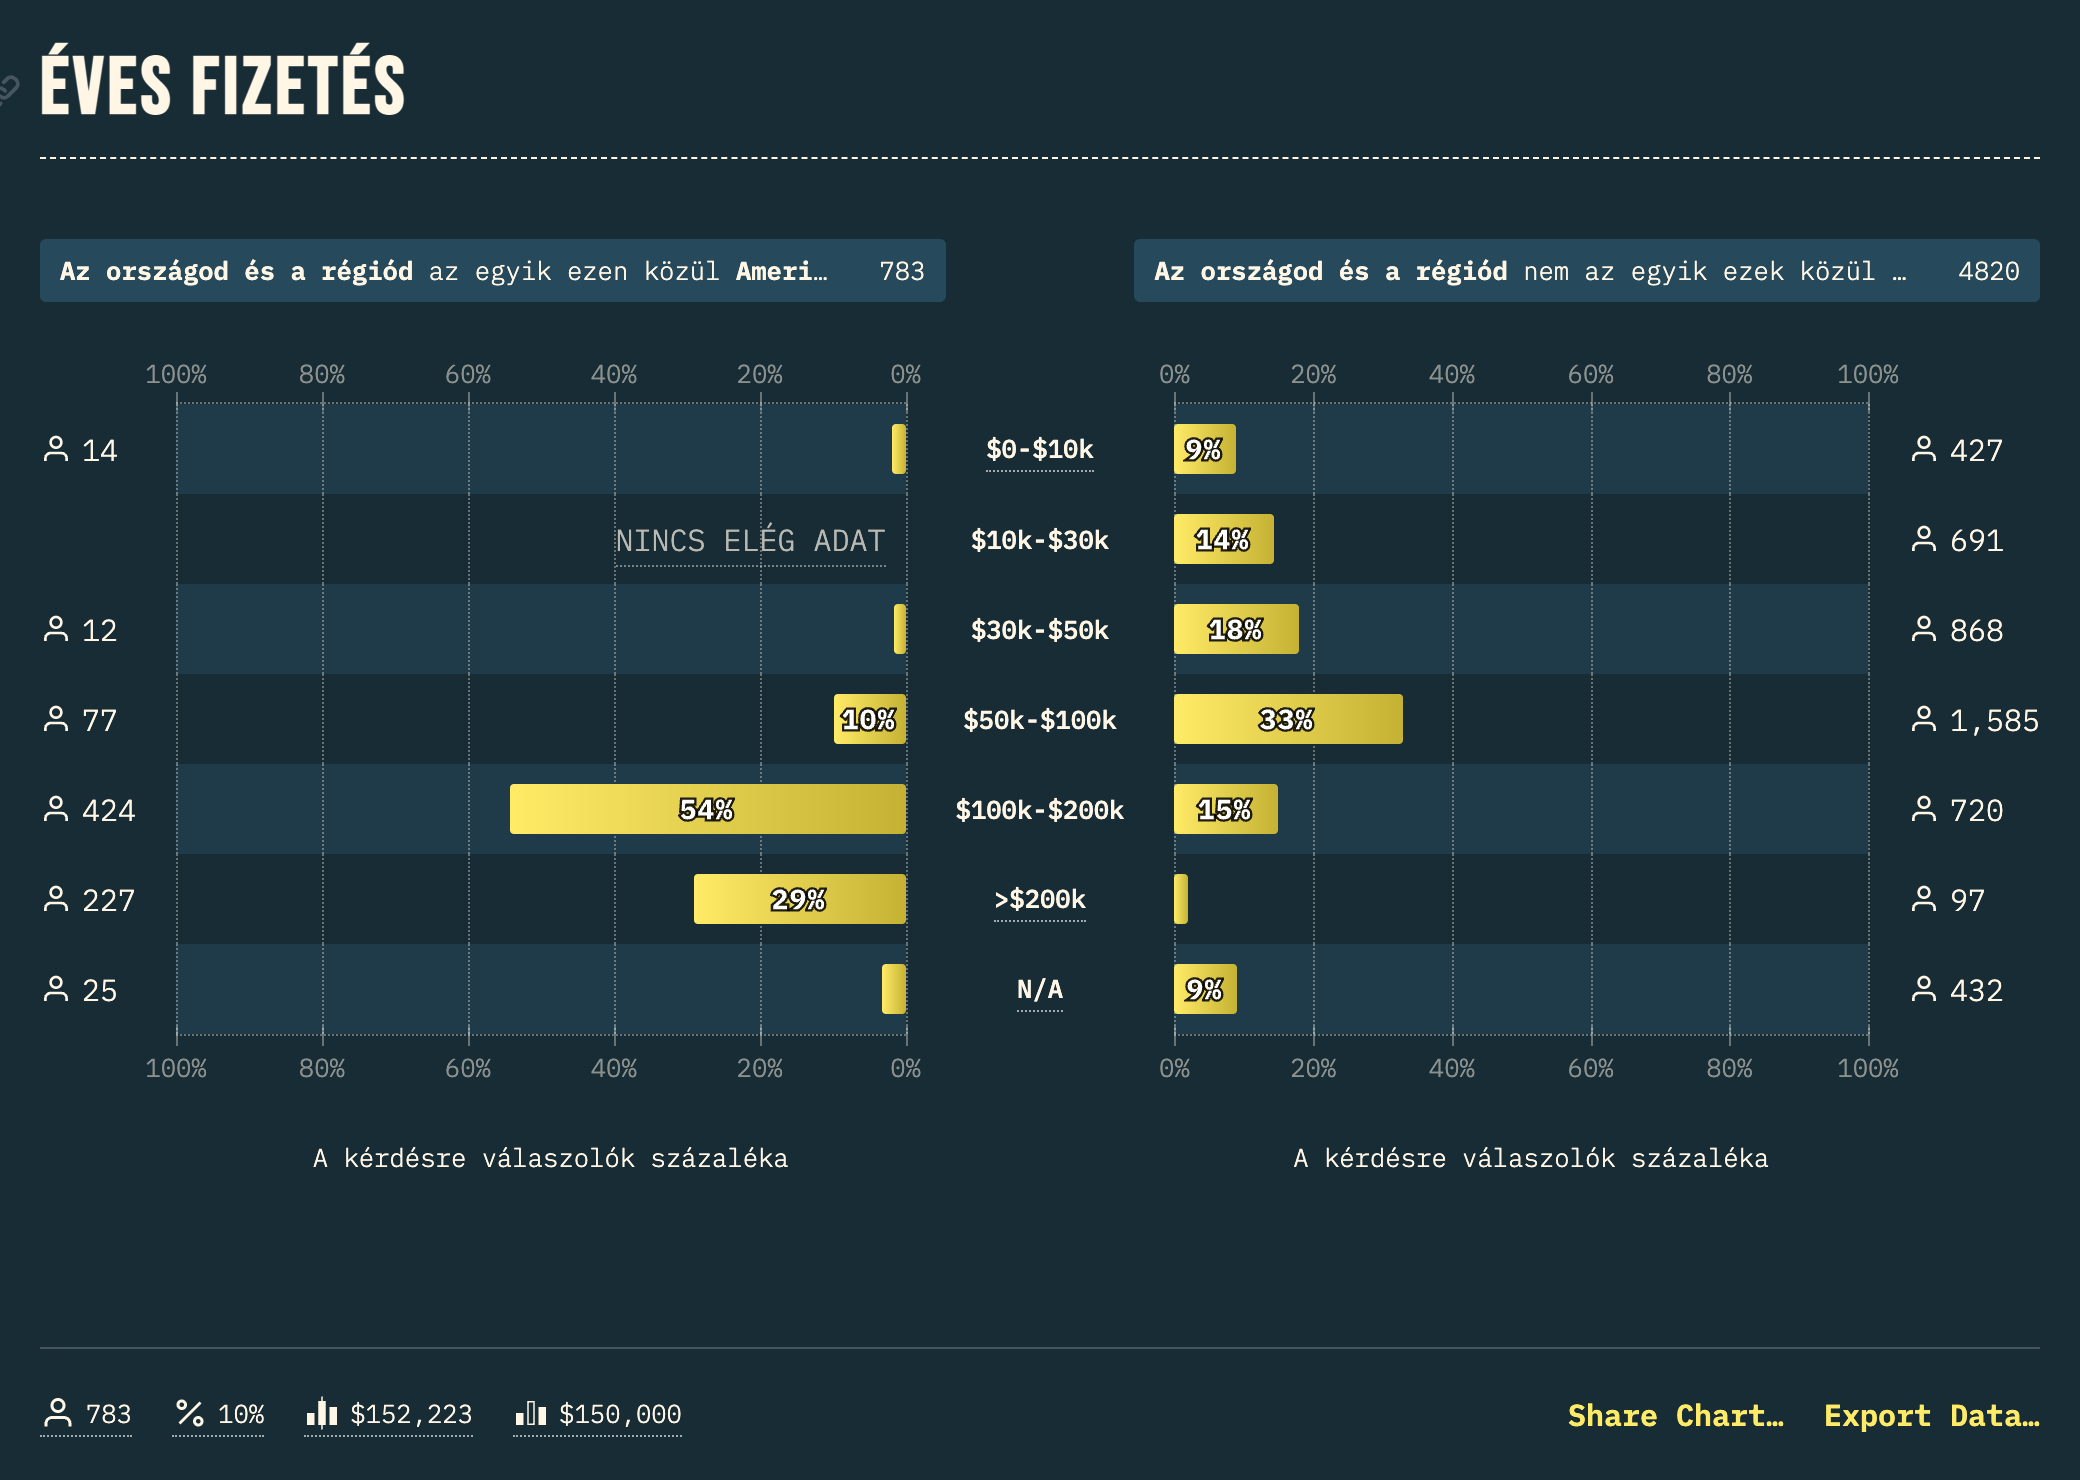 ÉVES FIZETÉS
Az országod és a régiód az egyik ezen közül Ameri… 783
Az országod és a régiód nem az egyik ezek közül … 4820
100% 80% 60% 40% 20% 0%
0% 20% 40% 60% 80% 100%
14 $0-$10k 9% 427
NINCS ELÉG ADAT $10k-$30k 14% 691
12 $30k-$50k 18% 868
77 10% $50k-$100k 33% 1,585
424 54% $100k-$200k 15% 720
227 29% >$200k 97
25 N/A 9% 432
100% 80% 60% 40% 20% 0%
0% 20% 40% 60% 80% 100%
A kérdésre válaszolók százaléka
A kérdésre válaszolók százaléka
783 10% $152,223 $150,000
Share Chart… Export Data…